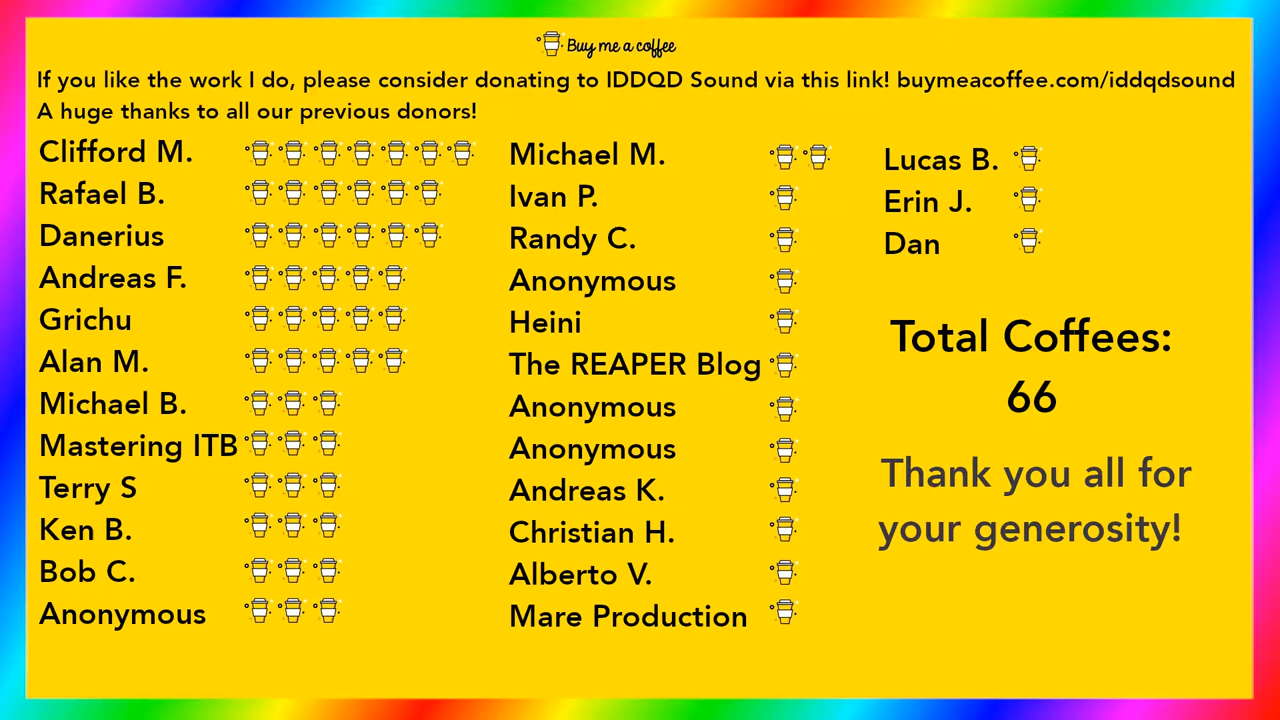 Buy me a coffee
If you like the work I do, please consider donating to IDDQD Sound via this link! buymeacoffee.com/iddqdsound
A huge thanks to all our previous donors!
Clifford M.
Rafael B.
Danerius
Andreas F.
Grichu
Alan M.
Michael B.
Mastering ITB
Terry S
Ken B.
Bob C.
Anonymous
Michael M.
Ivan P.
Randy C.
Anonymous
Heini
The REAPER Blog
Anonymous
Anonymous
Andreas K.
Christian H.
Alberto V.
Mare Production
Lucas B.
Erin J.
Dan
Total Coffees:
66
Thank you all for
your generosity!